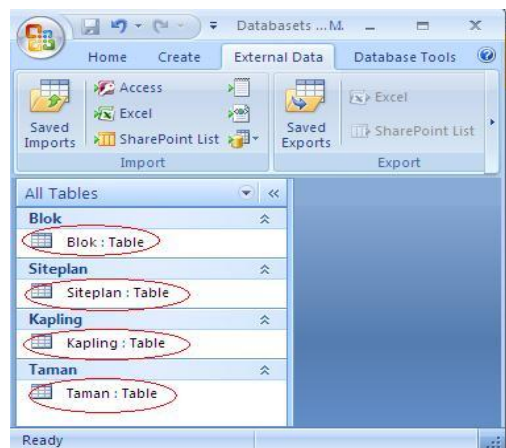 Databasets ... M.
Home Create External Data Database Tools
Saved Imports
Access
Excel
SharePoint List
Import
Saved Exports
Excel
SharePoint List
Export
All Tables
Blok
Blok : Table
Siteplan
Siteplan : Table
Kapling
Kapling : Table
Taman
Taman : Table
Ready